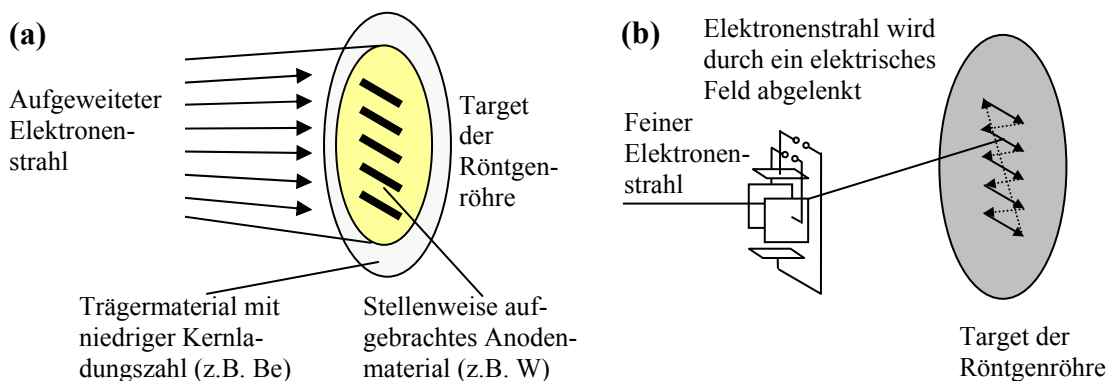 (a)
Aufgeweiteter
Elektronen-
strahl
Target
der
Röntgen-
röhre
Trägermaterial mit
niedriger Kernla-
dungszahl (z.B. Be)
Stellenweise auf-
gebrachtes Anoden-
material (z.B. W)
(b)
Elektronenstrahl wird
durch ein elektrisches
Feld abgelenkt
Feiner
Elektronen-
strahl
Target der
Röntgenröhre